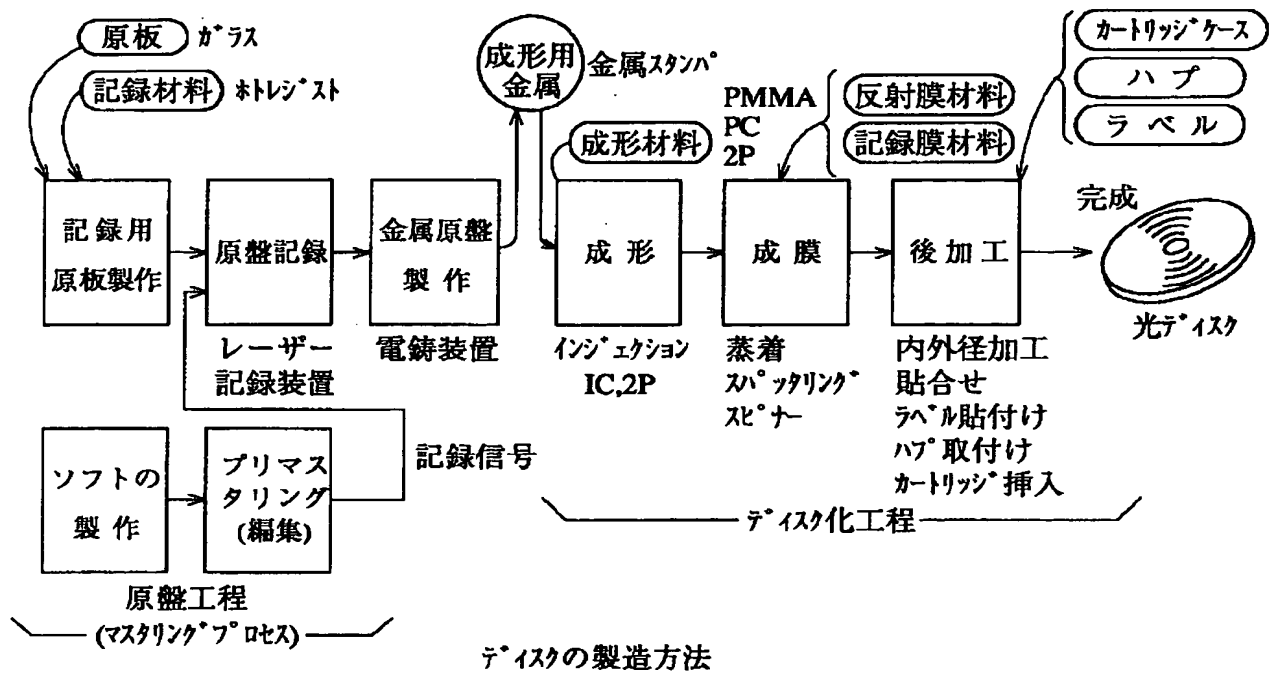 原板 ガラス
記録材料 ホトレジスト
成形用
金属
金属スタンパ
成形材料
PMMA
PC
2P
反射膜材料
記録膜材料
カートリッジケース
ハブ
ラベル
記録用
原板製作
原盤記録
金属原盤
製作
成形
成膜
後加工
完成
光ディスク
レーザー
記録装置
電鋳装置
インジェクション
IC,2P
蒸着
スパッタリング
スピナー
内外径加工
貼合せ
ラベル貼付け
ハブ取付け
カートリッジ挿入
ソフトの
製作
プリマス
タリング
(編集)
記録信号
ディスク化工程
原盤工程
(マスタリングプロセス)
ディスクの製造方法